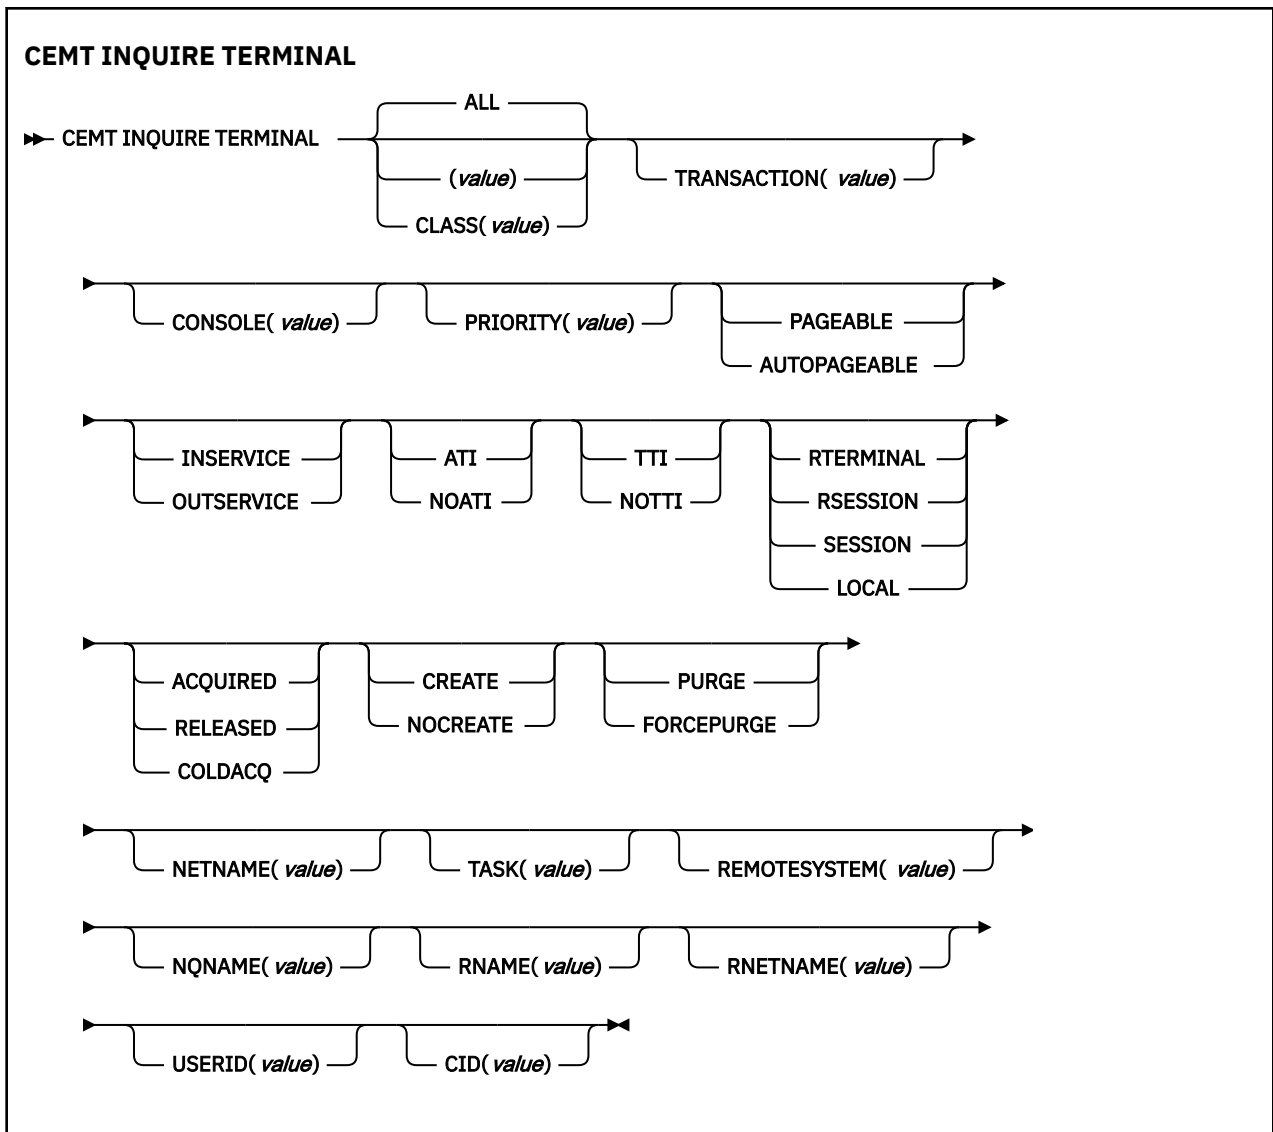 CEMT INQUIRE TERMINAL
ALL
CEMT INQUIRE TERMINAL
(value)
TRANSACTION( value)
CLASS( value)
CONSOLE( value)
PRIORITY( value)
PAGEABLE
AUTOPAGEABLE
INSERVICE
ATI
TTI
RTERMINAL
OUTSERVICE
NOATI
NOTTI
RSESSION
SESSION
LOCAL
ACQUIRED
CREATE
PURGE
RELEASED
NOCREATE
FORCEPURGE
COLDACQ
NETNAME( value)
TASK( value)
REMOTESYSTEM( value)
NQNAME( value)
RNAME( value)
RNETNAME( value)
USERID( value)
CID( value)